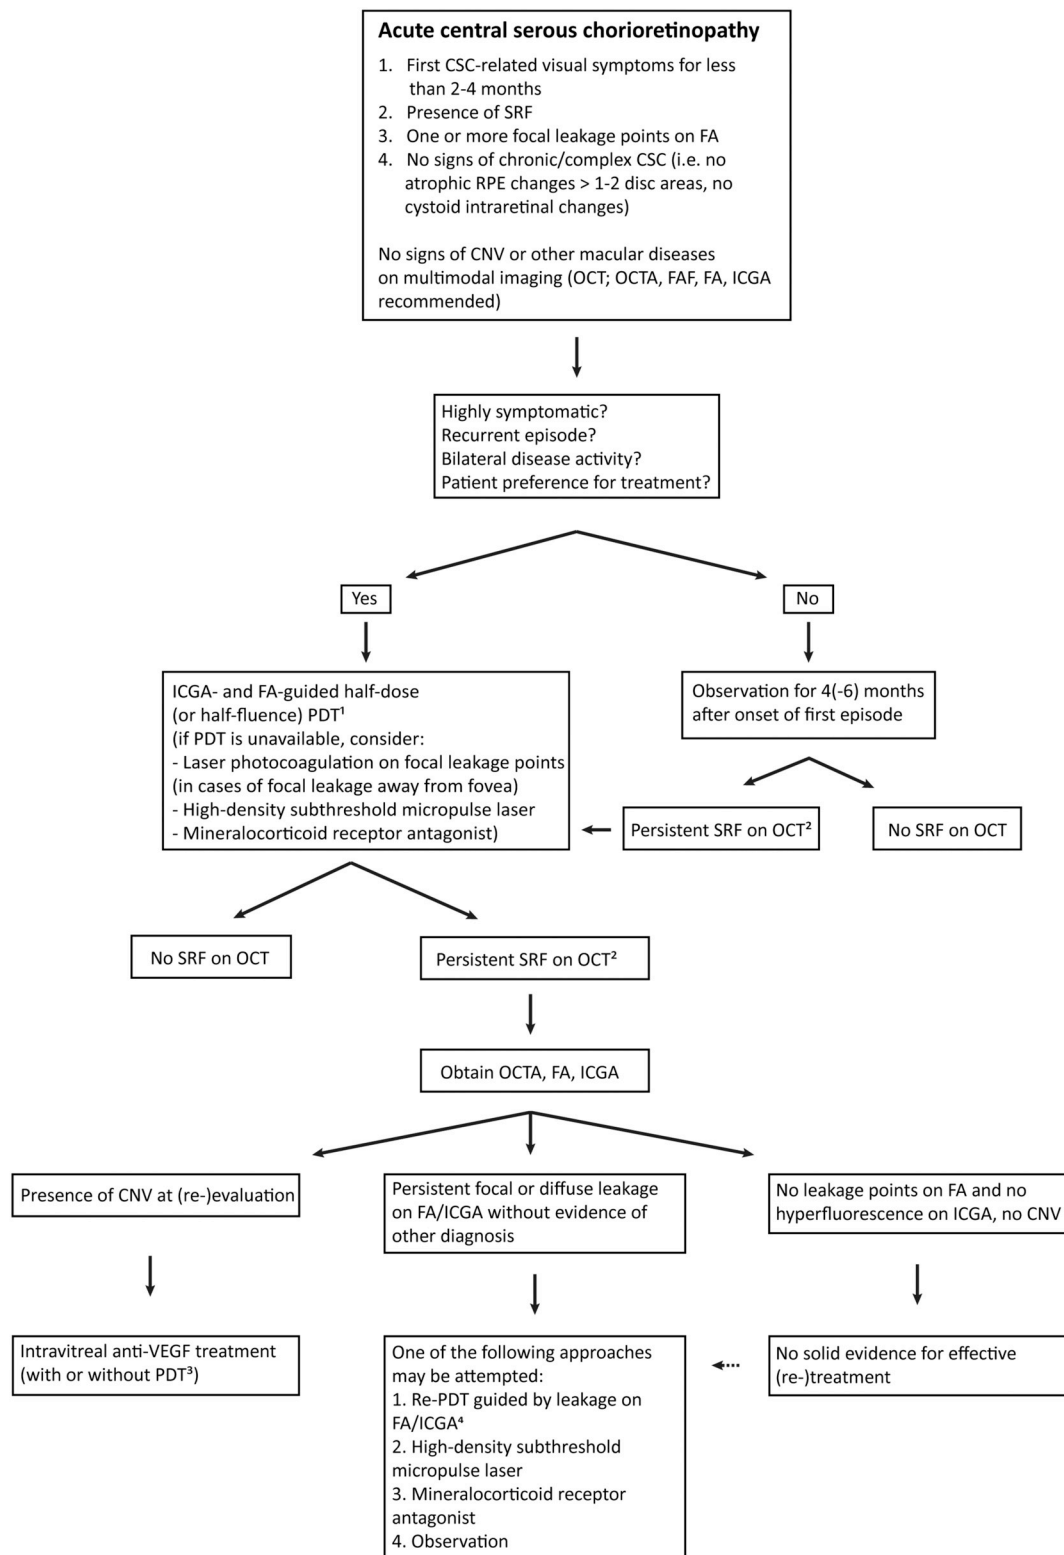 Acute central serous chorioretinopathy
1. First CSC-related visual symptoms for less
than 2-4 months
2. Presence of SRF
3. One or more focal leakage points on FA
4. No signs of chronic/complex CSC (i.e. no
atrophic RPE changes > 1-2 disc areas, no
cystoid intraretinal changes)
No signs of CNV or other macular diseases
on multimodal imaging (OCT; OCTA, FAF, FA, ICGA
recommended)
Highly symptomatic?
Recurrent episode?
Bilateral disease activity?
Patient preference for treatment?
Yes
No
ICGA- and FA-guided half-dose
(or half-fluence) PDT¹
(if PDT is unavailable, consider:
- Laser photocoagulation on focal leakage points
(in cases of focal leakage away from fovea)
- High-density subthreshold micropulse laser
- Mineralocorticoid receptor antagonist)
Observation for 4(-6) months
after onset of first episode
Persistent SRF on OCT²
No SRF on OCT
No SRF on OCT
Persistent SRF on OCT²
Obtain OCTA, FA, ICGA
Presence of CNV at (re-)evaluation
Persistent focal or diffuse leakage
on FA/ICGA without evidence of
other diagnosis
No leakage points on FA and no
hyperfluorescence on ICGA, no CNV
Intravitreal anti-VEGF treatment
(with or without PDT³)
One of the following approaches
may be attempted:
1. Re-PDT guided by leakage on
FA/ICGA⁴
2. High-density subthreshold
micropulse laser
3. Mineralocorticoid receptor
antagonist
4. Observation
No solid evidence for effective
(re-)treatment